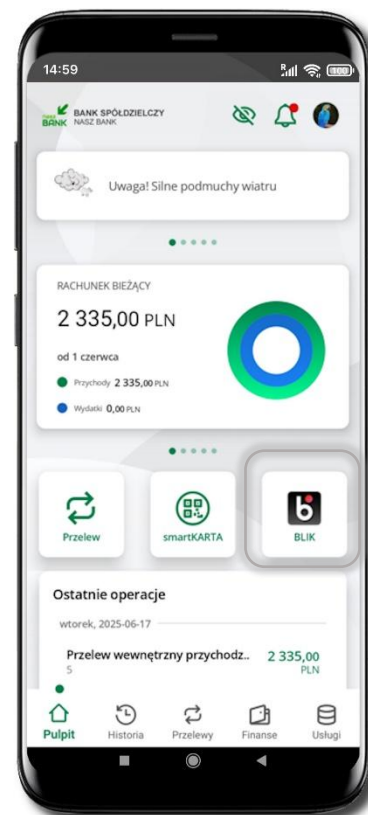 14:59
R
nasz
BANK
BANK SPÓŁDZIELCZY
NASZ BANK
Uwaga! Silne podmuchy wiatru
RACHUNEK BIEŻĄCY
2 335,00 PLN
od 1 czerwca
Przychody 2 335,00 PLN
Wydatki 0,00 PLN
Przelew
smartKARTA
b
BLIK
Ostatnie operacje
wtorek, 2025-06-17
Przelew wewnętrzny przychodz.. 2 335,00
S PLN
Pulpit Historia Przelewy Finanse Usługi